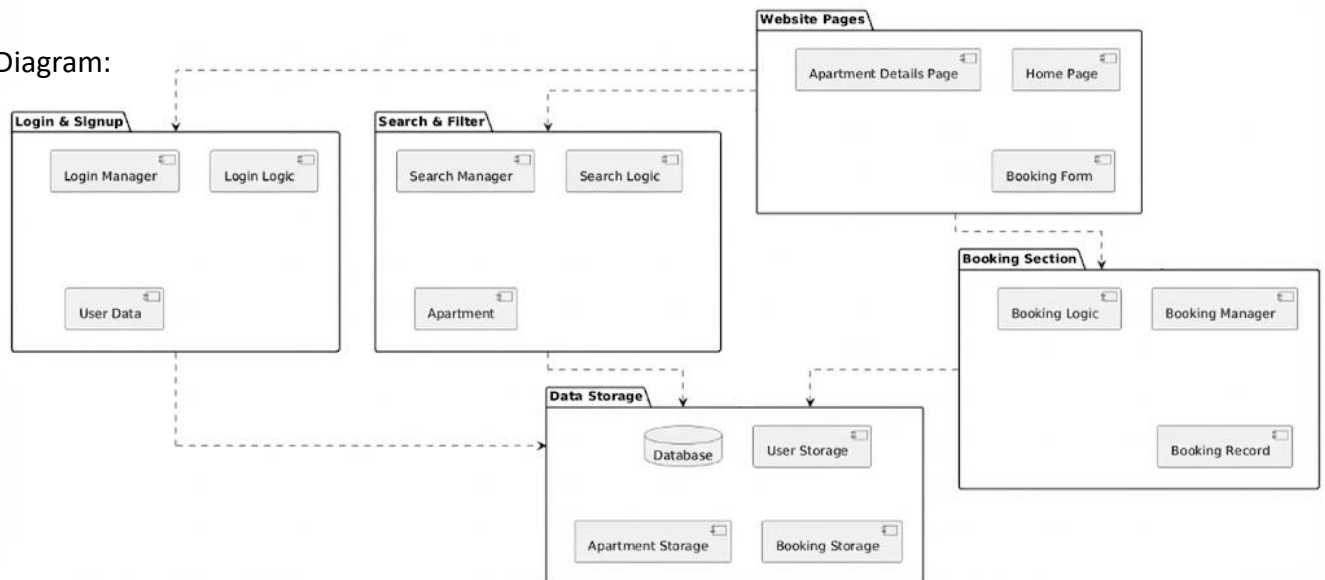 Diagram:
Website Pages
Apartment Details Page
Home Page
Booking Form
Login & Signup
Login Manager
Login Logic
User Data
Search & Filter
Search Manager
Search Logic
Apartment
Booking Section
Booking Logic
Booking Manager
Booking Record
Data Storage
Database
User Storage
Apartment Storage
Booking Storage